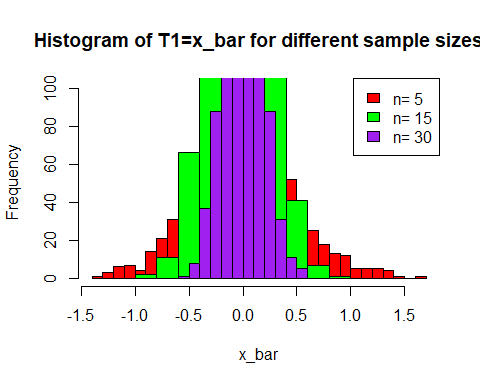 Histogram of T1=x_bar for different sample sizes
Frequency
100
80
60
40
20
0
n= 5
n= 15
n= 30
-1.5 -1.0 -0.5 0.0 0.5 1.0 1.5
x_bar